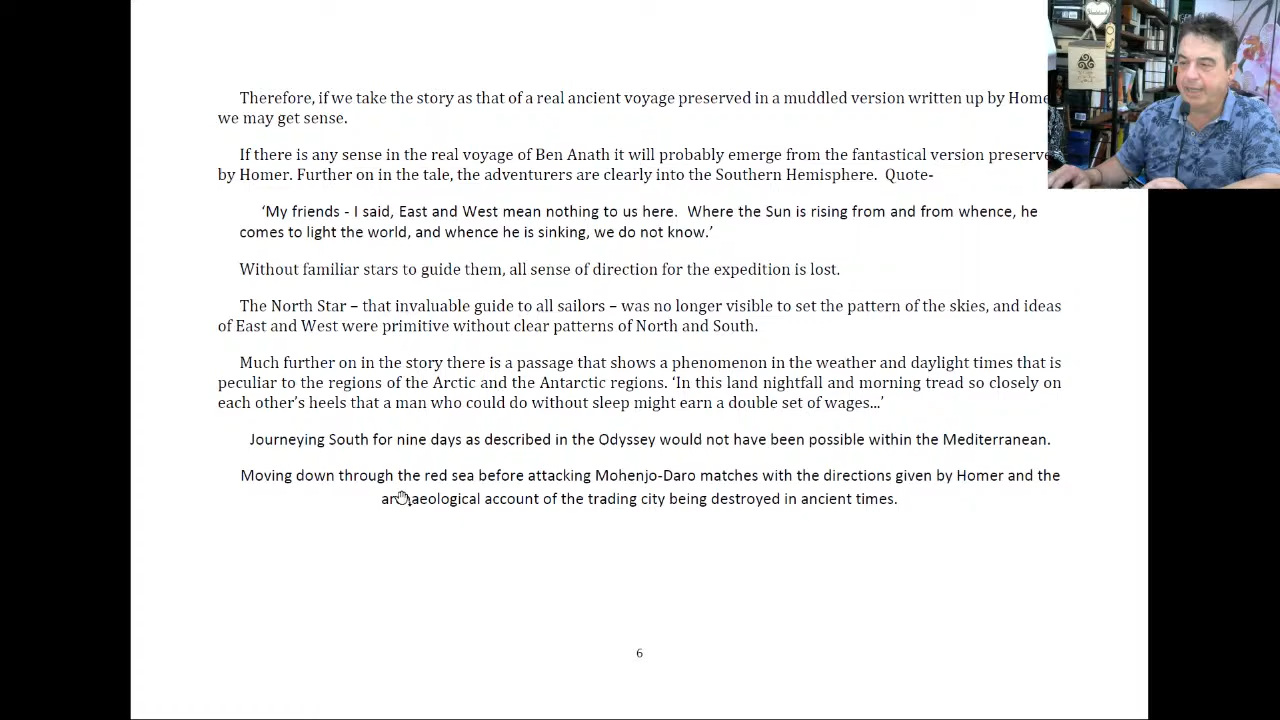 Therefore, if we take the story as that of a real ancient voyage preserved in a muddled version written up by Home
we may get sense.
If there is any sense in the real voyage of Ben Anath it will probably emerge from the fantastical version preserve
by Homer. Further on in the tale, the adventurers are clearly into the Southern Hemisphere.  Quote-
‘My friends - I said, East and West mean nothing to us here.  Where the Sun is rising from and from whence, he
comes to light the world, and whence he is sinking, we do not know.’
Without familiar stars to guide them, all sense of direction for the expedition is lost.
The North Star – that invaluable guide to all sailors – was no longer visible to set the pattern of the skies, and ideas
of East and West were primitive without clear patterns of North and South.
Much further on in the story there is a passage that shows a phenomenon in the weather and daylight times that is
peculiar to the regions of the Arctic and the Antarctic regions. ‘In this land nightfall and morning tread so closely on
each other’s heels that a man who could do without sleep might earn a double set of wages…’
Journeying South for nine days as described in the Odyssey would not have been possible within the Mediterranean.
Moving down through the red sea before attacking Mohenjo-Daro matches with the directions given by Homer and the
archaeological account of the trading city being destroyed in ancient times.
6